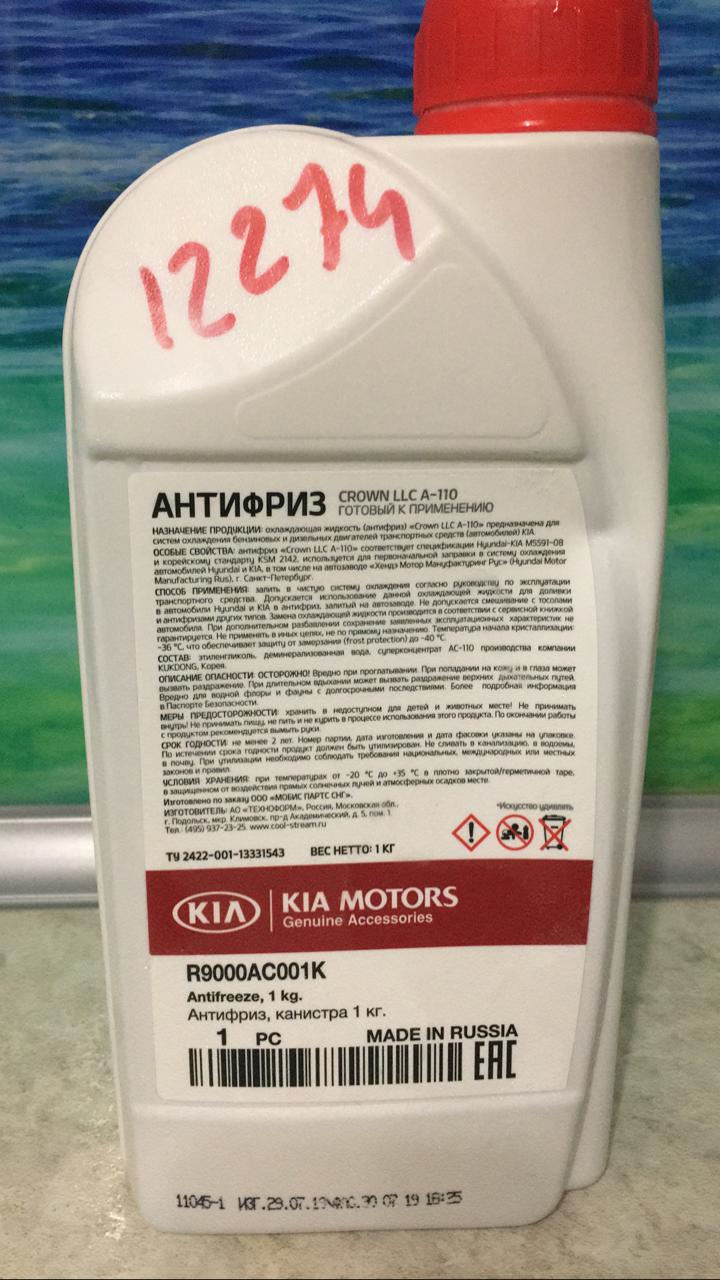 12274
АНТИФРИЗ CROWN LLC A-110
ГОТОВЫЙ К ПРИМЕНЕНИЮ
НАЗНАЧЕНИЕ ПРОДУКЦИИ: охлаждающая жидкость (антифриз) «Crown LLC A-110» предназначена для
систем охлаждения бензиновых и дизельных двигателей транспортных средств (автомобилей) KIA.
ОСОБЫЕ СВОЙСТВА: антифриз «Crown LLC A-110» соответствует спецификации Hyundai-KIA MS591-08
и корейскому стандарту KSM 2142, используется для первоначальной заправки в систему охлаждения
автомобилей Hyundai и KIA, в том числе на автозаводе «Хендэ Мотор Мануфактуринг Рус» (Hyundai Motor
Manufacturing Rus), г. Санкт-Петербург.
СПОСОБ ПРИМЕНЕНИЯ: залить в чистую систему охлаждения согласно руководству по эксплуатации
транспортного средства. Допускается использование данной охлаждающей жидкости для доливки
в автомобили Hyundai и KIA в антифриз, залитый на автозаводе. Не допускается смешивание с тосолами
и антифризами других типов. Замена охлаждающей жидкости производится в соответствии с сервисной книжкой
автомобиля. При дополнительном разбавлении сохранение заявленных эксплуатационных характеристик не
гарантируется. Не применять в иных целях, не по прямому назначению. Температура начала кристаллизации:
-36 °C, что обеспечивает защиту от замерзания (frost protection) до -40 °C.
СОСТАВ: этиленгликоль, деминерализованная вода, суперконцентрат AC-110 производства компании
KUKDONG, Корея.
ОПИСАНИЕ ОПАСНОСТИ: ОСТОРОЖНО! Вредно при проглатывании. При попадании на кожу и в глаза может
вызвать раздражение. При длительном вдыхании может вызвать раздражение верхних дыхательных путей.
Вредно для водной флоры и фауны с долгосрочными последствиями. Более подробная информация
в Паспорте Безопасности.
МЕРЫ ПРЕДОСТОРОЖНОСТИ: хранить в недоступном для детей и животных месте! Не принимать
внутрь! Не принимать пищу, не пить и не курить в процессе использования этого продукта. По окончании работы
с продуктом рекомендуется вымыть руки.
СРОК ГОДНОСТИ: не менее 2 лет. Номер партии, дата изготовления и дата фасовки указаны на упаковке.
По истечении срока годности продукт должен быть утилизирован. Не сливать в канализацию, в водоемы,
в почву. При утилизации необходимо соблюдать требования национальных, международных или местных
законов и правил.
УСЛОВИЯ ХРАНЕНИЯ: при температурах от -20 °C до +35 °C в плотно закрытой/герметичной таре,
в защищенном от воздействия прямых солнечных лучей и атмосферных осадков месте.
Изготовлено по заказу ООО «МОБИС ПАРТС СНГ».
ИЗГОТОВИТЕЛЬ: АО «ТЕХНОФОРМ», Россия, Московская обл.,
г. Подольск, мкр. Климовск, пр-д Академический, д. 5, пом. 1.
Тел.: (495) 937-23-25. www.cool-stream.ru
*Искусство удивлять
ТУ 2422-001-13331543 ВЕС НЕТТО: 1 КГ
KIA KIA MOTORS
Genuine Accessories
R9000AC001K
Antifreeze, 1 kg.
Антифриз, канистра 1 кг.
1 PC MADE IN RUSSIA
EAC
11045-1 ИЗГ.29.07.19 07 19 16:35